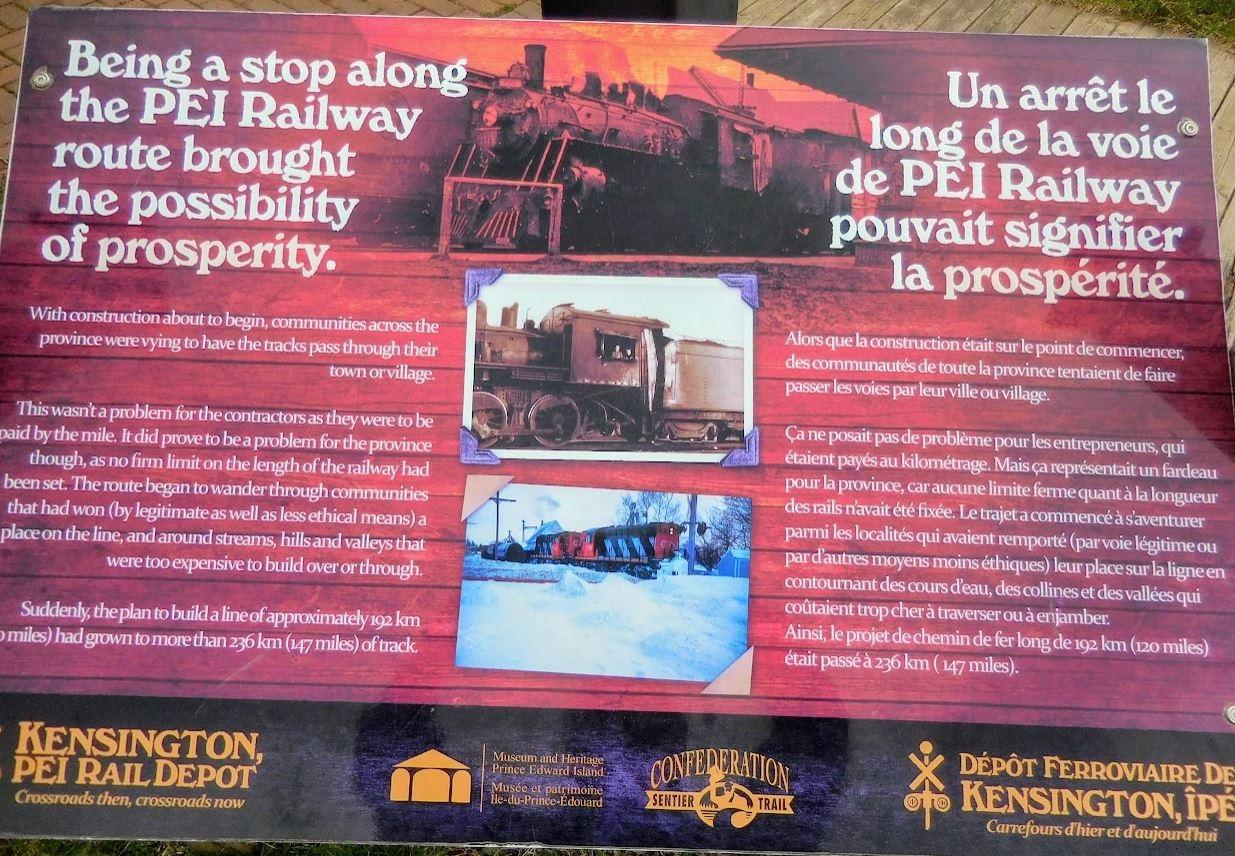 Being a stop along
the PEI Railway
route brought
the possibility
of prosperity.
With construction about to begin, communities across the
province were vying to have the tracks pass through their
town or village.
This wasn't a problem for the contractors as they were to be
paid by the mile. It did prove to be a problem for the province
though, as no firm limit on the length of the railway had
been set. The route began to wander through communities
that had won (by legitimate as well as less ethical means) a
place on the line, and around streams, hills and valleys that
were too expensive to build over or through.
Suddenly, the plan to build a line of approximately 192 km
miles) had grown to more than 236 km (147 miles) of track.
Un arrêt le
long de la voie
de PEI Railway
pouvait signifier
la prospérité.
Alors que la construction était sur le point de commencer,
des communautés de toute la province tentaient de faire
passer les voies par leur ville ou village.
Ça ne posait pas de problème pour les entrepreneurs, qui
étaient payés au kilométrage. Mais ça représentait un fardeau
pour la province, car aucune limite ferme quant à la longueur
des rails n'avait été fixée. Le trajet a commencé à s'aventurer
parmi les localités qui avaient remporté (par voie légitime ou
par d'autres moyens moins éthiques) leur place sur la ligne en
contournant des cours d'eau, des collines et des vallées qui
coûtaient trop cher à traverser ou à enjamber.
Ainsi, le projet de chemin de fer long de 192 km (120 miles)
était passé à 236 km ( 147 miles).
KENSINGTON,
PEI RAIL DEPOT
Crossroads then, crossroads now
Museum and Heritage
Prince Edward Island
Musée et patrimoine
Île-du-Prince-Édouard
CONFEDERATION
SENTIER TRAIL
DÉPÔT FERROVIAIRE DE
KENSINGTON, ÎPÉ
Carrefours d'hier et d'aujourd'hui